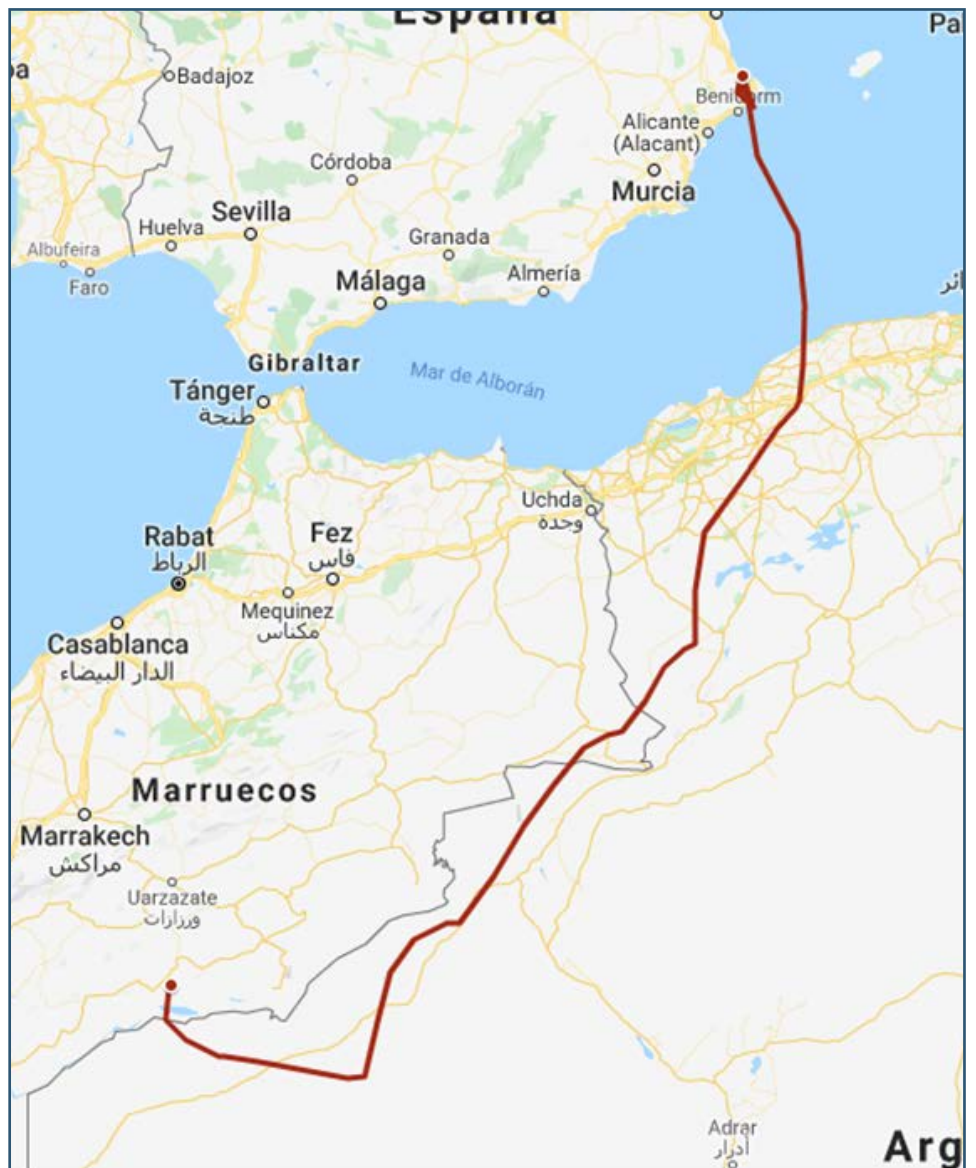 España
Pal
Badajoz
Benidorm
Alicante
(Alacant)
Córdoba
Murcia
Sevilla
Huelva
Granada
Albufeira
Faro
Almería
Málaga
ائر
Gibraltar
Mar de Alborán
Tánger
طنجة
Uchda
وجدة
Rabat
الرباط
Fez
فاس
Mequinez
مكناس
Casablanca
الدار البيضاء
Marruecos
Marrakech
مراكش
Uarzazate
ورزازات
Adrar
أدرار
Arg